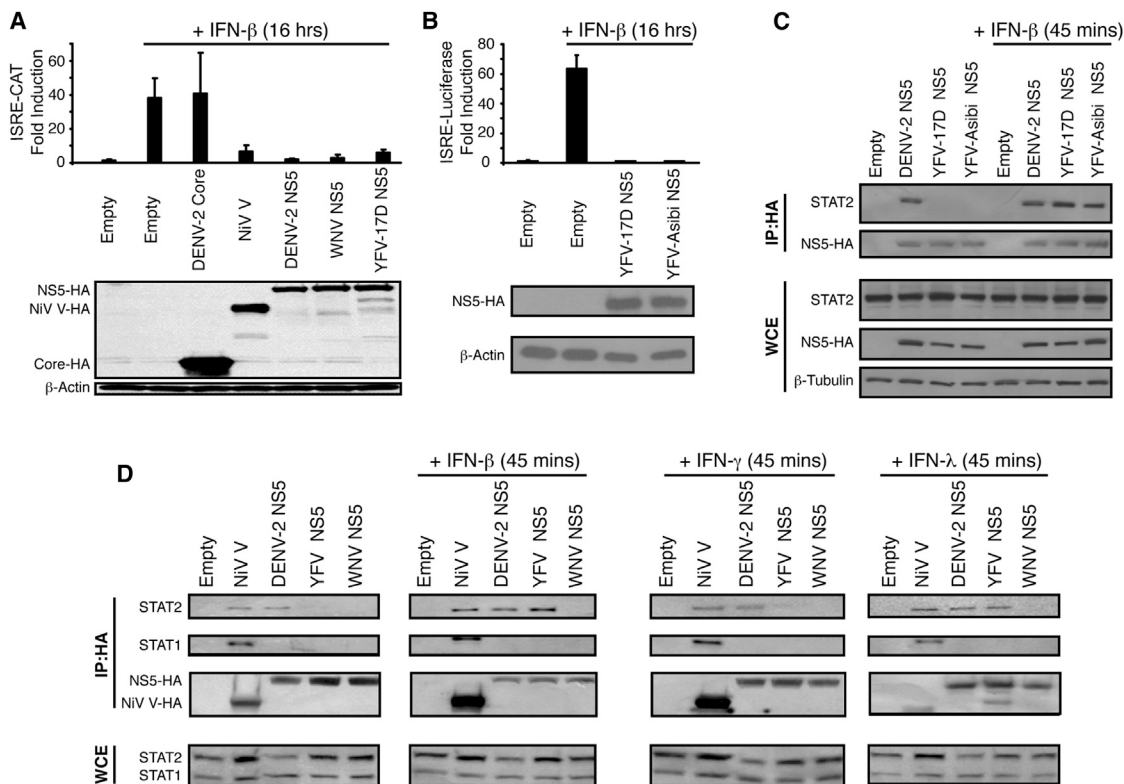 A
+ IFN-β (16 hrs)
ISRE-CAT
Fold Induction
60
40
20
0
Empty
Empty
DENV-2 Core
NiV V
DENV-2 NS5
WNV NS5
YFV-17D NS5
NS5-HA
NiV V-HA
Core-HA
β-Actin
B
+ IFN-β (16 hrs)
ISRE-Luciferase
Fold Induction
80
60
40
20
0
Empty
Empty
YFV-17D NS5
YFV-Asibi NS5
NS5-HA
β-Actin
C
+ IFN-β (45 mins)
Empty
DENV-2 NS5
YFV-17D NS5
YFV-Asibi NS5
Empty
DENV-2 NS5
YFV-17D NS5
YFV-Asibi NS5
IP:HA
STAT2
NS5-HA
WCE
STAT2
NS5-HA
β-Tubulin
D
+ IFN-β (45 mins)
+ IFN-γ (45 mins)
+ IFN-λ (45 mins)
Empty
NiV V
DENV-2 NS5
YFV NS5
WNV NS5
Empty
NiV V
DENV-2 NS5
YFV NS5
WNV NS5
Empty
NiV V
DENV-2 NS5
YFV NS5
WNV NS5
Empty
NiV V
DENV-2 NS5
YFV NS5
WNV NS5
IP:HA
STAT2
STAT1
NS5-HA
NiV V-HA
WCE
STAT2
STAT1